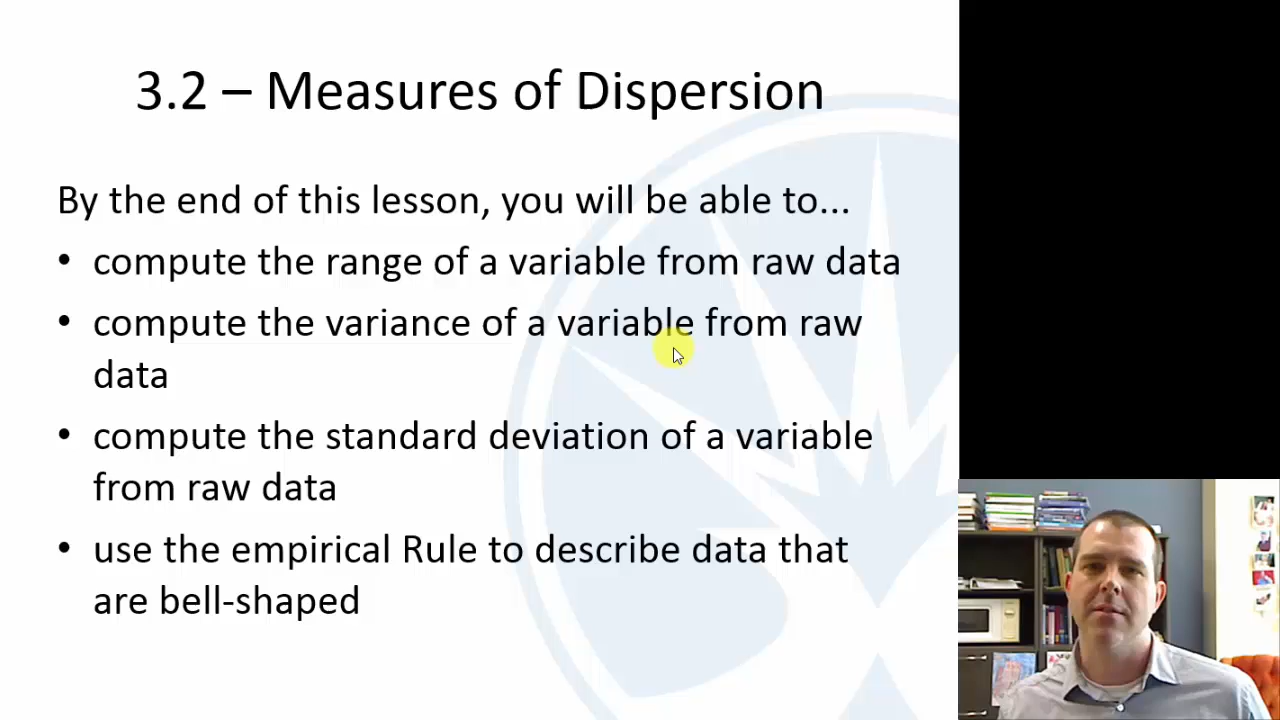 3.2 – Measures of Dispersion
By the end of this lesson, you will be able to...
• compute the range of a variable from raw data
• compute the variance of a variable from raw
data
• compute the standard deviation of a variable
from raw data
• use the empirical Rule to describe data that
are bell-shaped